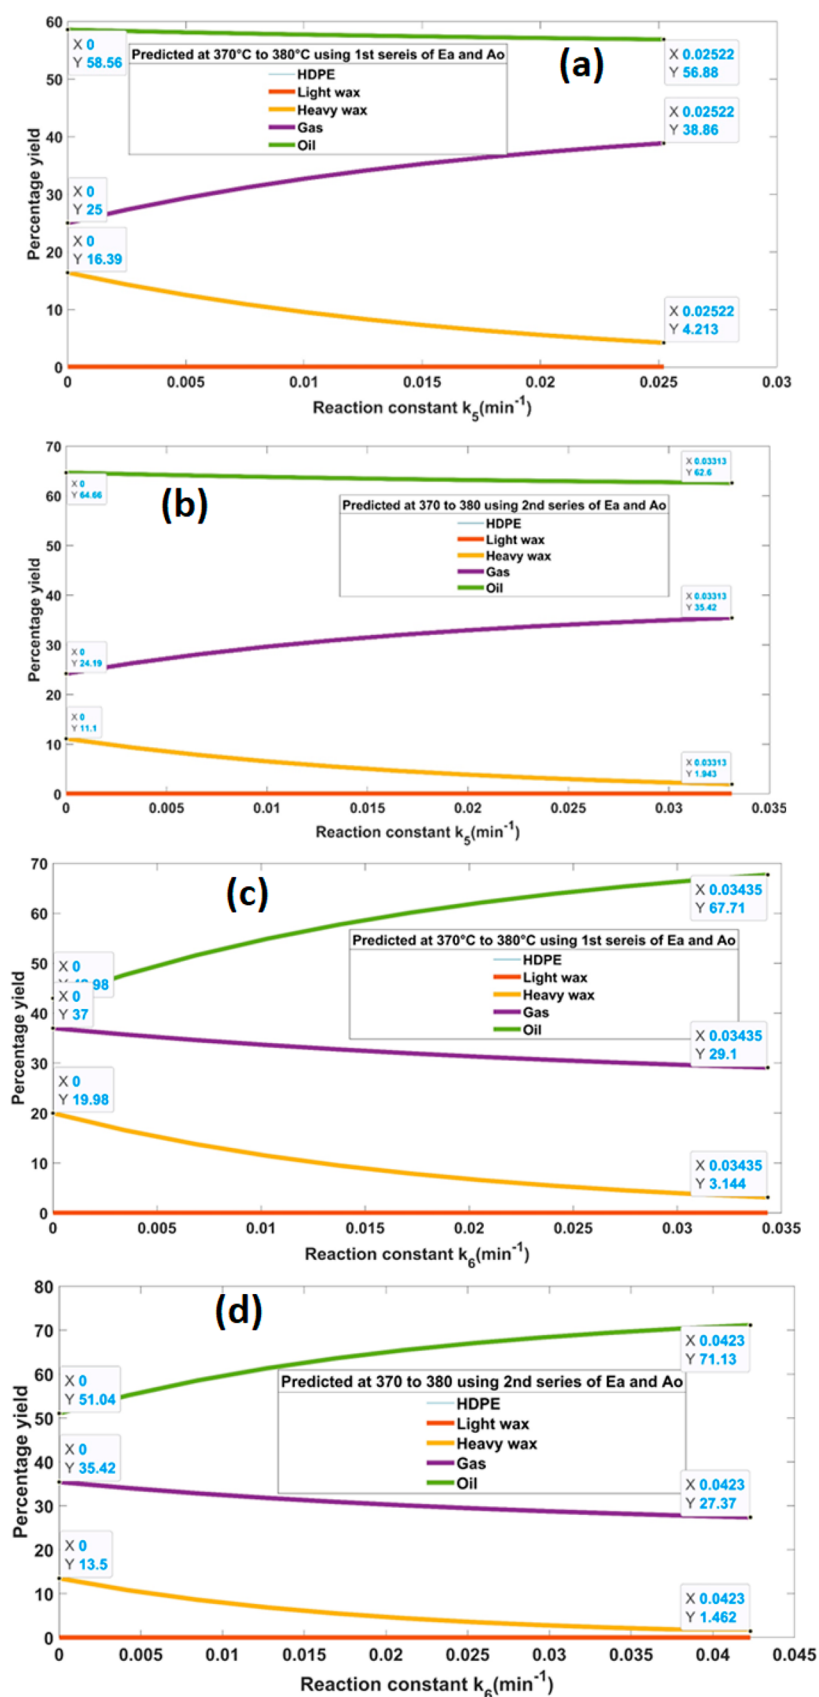 (a)
Predicted at 370°C to 380°C using 1st sereis of Ea and Ao
HDPE
Light wax
Heavy wax
Gas
Oil
X 0
Y 58.56
X 0.02522
Y 56.88
X 0.02522
Y 38.86
X 0
Y 25
X 0
Y 16.39
X 0.02522
Y 4.213
60
50
40
30
20
10
0
Percentage yield
0 0.005 0.01 0.015 0.02 0.025 0.03
Reaction constant k5(min-1)
(b)
Predicted at 370 to 380 using 2nd series of Ea and Ao
HDPE
Light wax
Heavy wax
Gas
Oil
X 0
Y 64.66
X 0.03313
Y 62.6
X 0.03313
Y 35.42
X 0
Y 24.19
X 0
Y 11.1
X 0.03313
Y 1.943
70
60
50
40
30
20
10
0
Percentage yield
0 0.005 0.01 0.015 0.02 0.025 0.03 0.035
Reaction constant k5(min-1)
(c)
Predicted at 370°C to 380°C using 1st sereis of Ea and Ao
HDPE
Light wax
Heavy wax
Gas
Oil
X 0.03435
Y 67.71
X 0
X 0
Y 37
X 0.03435
Y 29.1
X 0
Y 19.98
X 0.03435
Y 3.144
70
60
50
40
30
20
10
0
Percentage yield
0 0.005 0.01 0.015 0.02 0.025 0.03 0.035
Reaction constant k6(min-1)
(d)
Predicted at 370 to 380 using 2nd series of Ea and Ao
HDPE
Light wax
Heavy wax
Gas
Oil
X 0
Y 51.04
X 0.0423
Y 71.13
X 0
Y 35.42
X 0.0423
Y 27.37
X 0
Y 13.5
X 0.0423
Y 1.462
80
70
60
50
40
30
20
10
0
Percentage yield
0 0.005 0.01 0.015 0.02 0.025 0.03 0.035 0.04 0.045
Reaction constant k6(min-1)